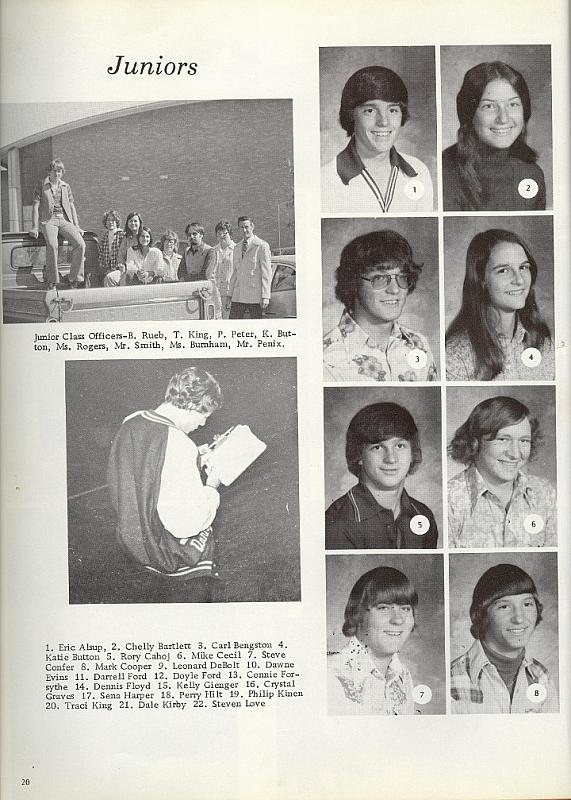 Juniors
Junior Class Officers-B. Rueb, T. King, P. Peter, K. But-
ton, Ms. Rogers, Mr. Smith, Ms. Burnham, Mr. Penix.
1. Eric Alsup, 2. Chelly Bartlett 3. Carl Bengston 4.
Katie Button 5. Rory Cahoj 6. Mike Cecil 7. Steve
Confer 8. Mark Cooper 9. Leonard DeBolt 10. Dawne
Evins 11. Darrell Ford 12. Doyle Ford 13. Connie For-
sythe 14. Dennis Floyd 15. Kelly Gienger 16. Crystal
Graves 17. Sena Harper 18. Perry Hilt 19. Philip Kinen
20. Traci King 21. Dale Kirby 22. Steven Love
1
2
3
4
5
6
7
8
20